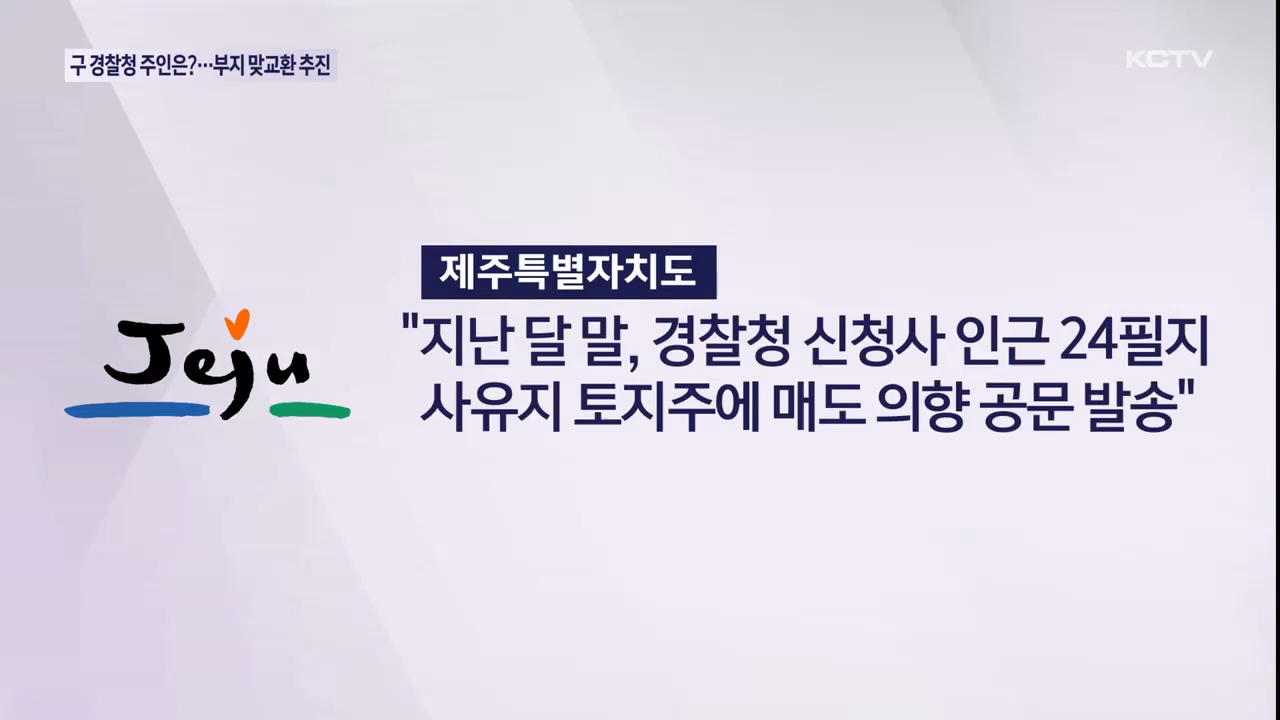 구 경찰청 주인은?…부지 맞교환 추진
KCTV
제주특별자치도
Jeju
"지난 달 말, 경찰청 신청사 인근 24필지
사유지 토지주에 매도 의향 공문 발송"